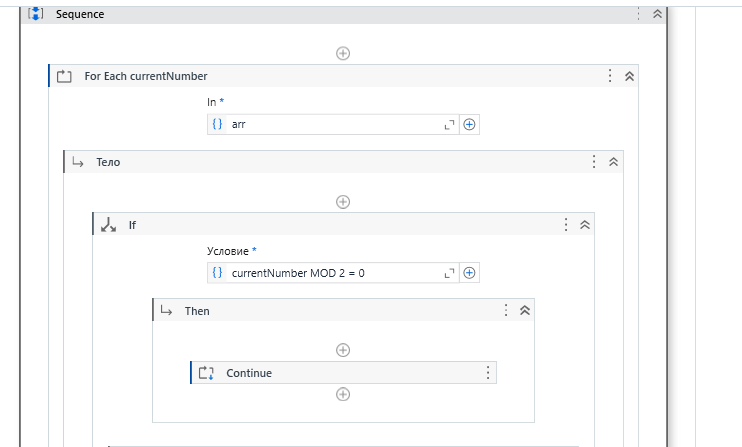 Sequence
For Each currentNumber
In *
{} arr
Тело
If
Условие *
{} currentNumber MOD 2 = 0
Then
Continue